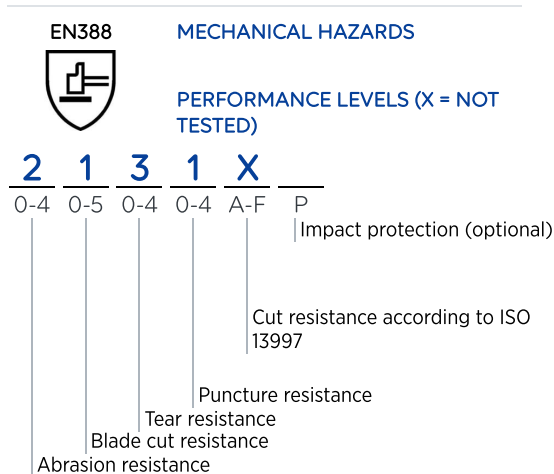 EN388
MECHANICAL HAZARDS
PERFORMANCE LEVELS (X = NOT
TESTED)
2 1 3 1 X
0-4 0-5 0-4 0-4 A-F P
Impact protection (optional)
Cut resistance according to ISO
13997
Puncture resistance
Tear resistance
Blade cut resistance
Abrasion resistance